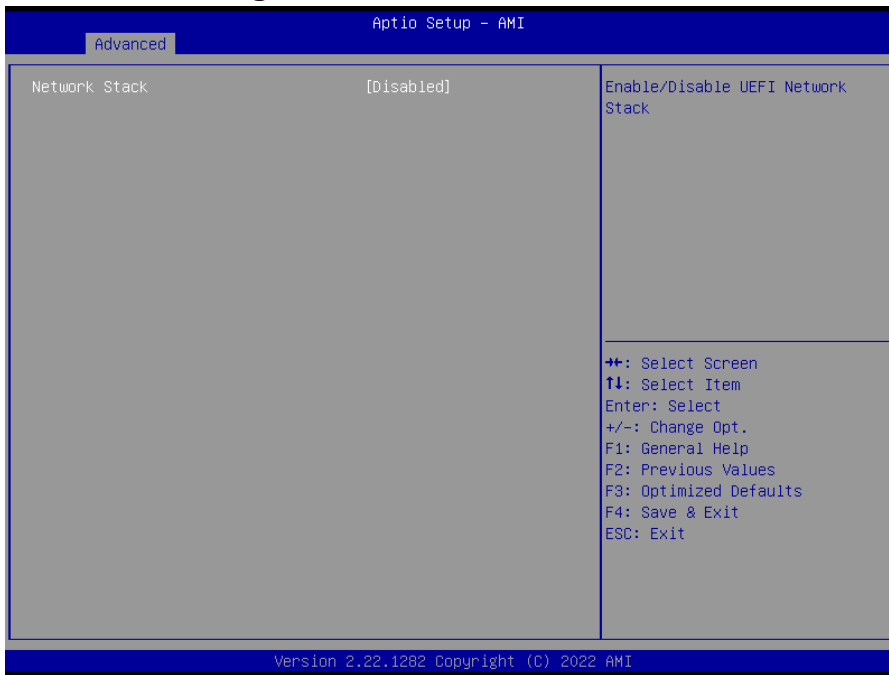 Aptio Setup - AMI
Advanced
Network Stack [Disabled]
Enable/Disable UEFI Network
Stack
→←: Select Screen
↑↓: Select Item
Enter: Select
+/-: Change Opt.
F1: General Help
F2: Previous Values
F3: Optimized Defaults
F4: Save & Exit
ESC: Exit
Version 2.22.1282 Copyright (C) 2022 AMI